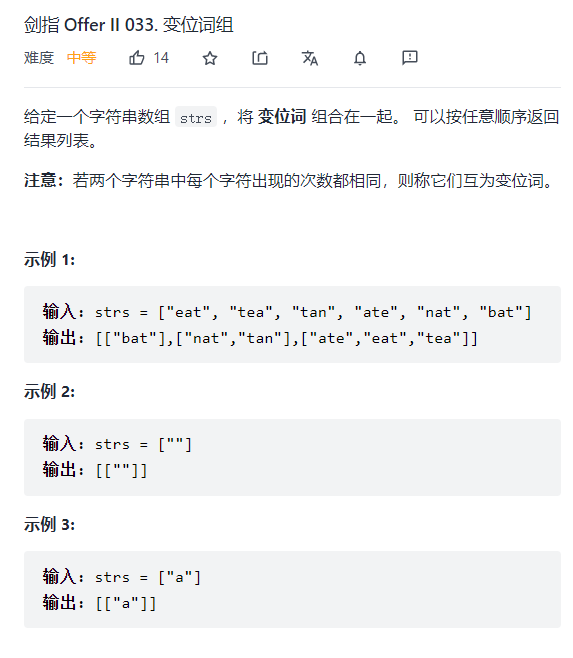 剑指 Offer II 033. 变位词组
难度 中等 14
给定一个字符串数组 strs ，将 变位词 组合在一起。 可以按任意顺序返回
结果列表。
注意：若两个字符串中每个字符出现的次数都相同，则称它们互为变位词。
示例 1:
输入：strs = ["eat", "tea", "tan", "ate", "nat", "bat"]
输出：[["bat"],["nat","tan"],["ate","eat","tea"]]
示例 2:
输入：strs = [""]
输出：[[""]]
示例 3:
输入：strs = ["a"]
输出：[["a"]]